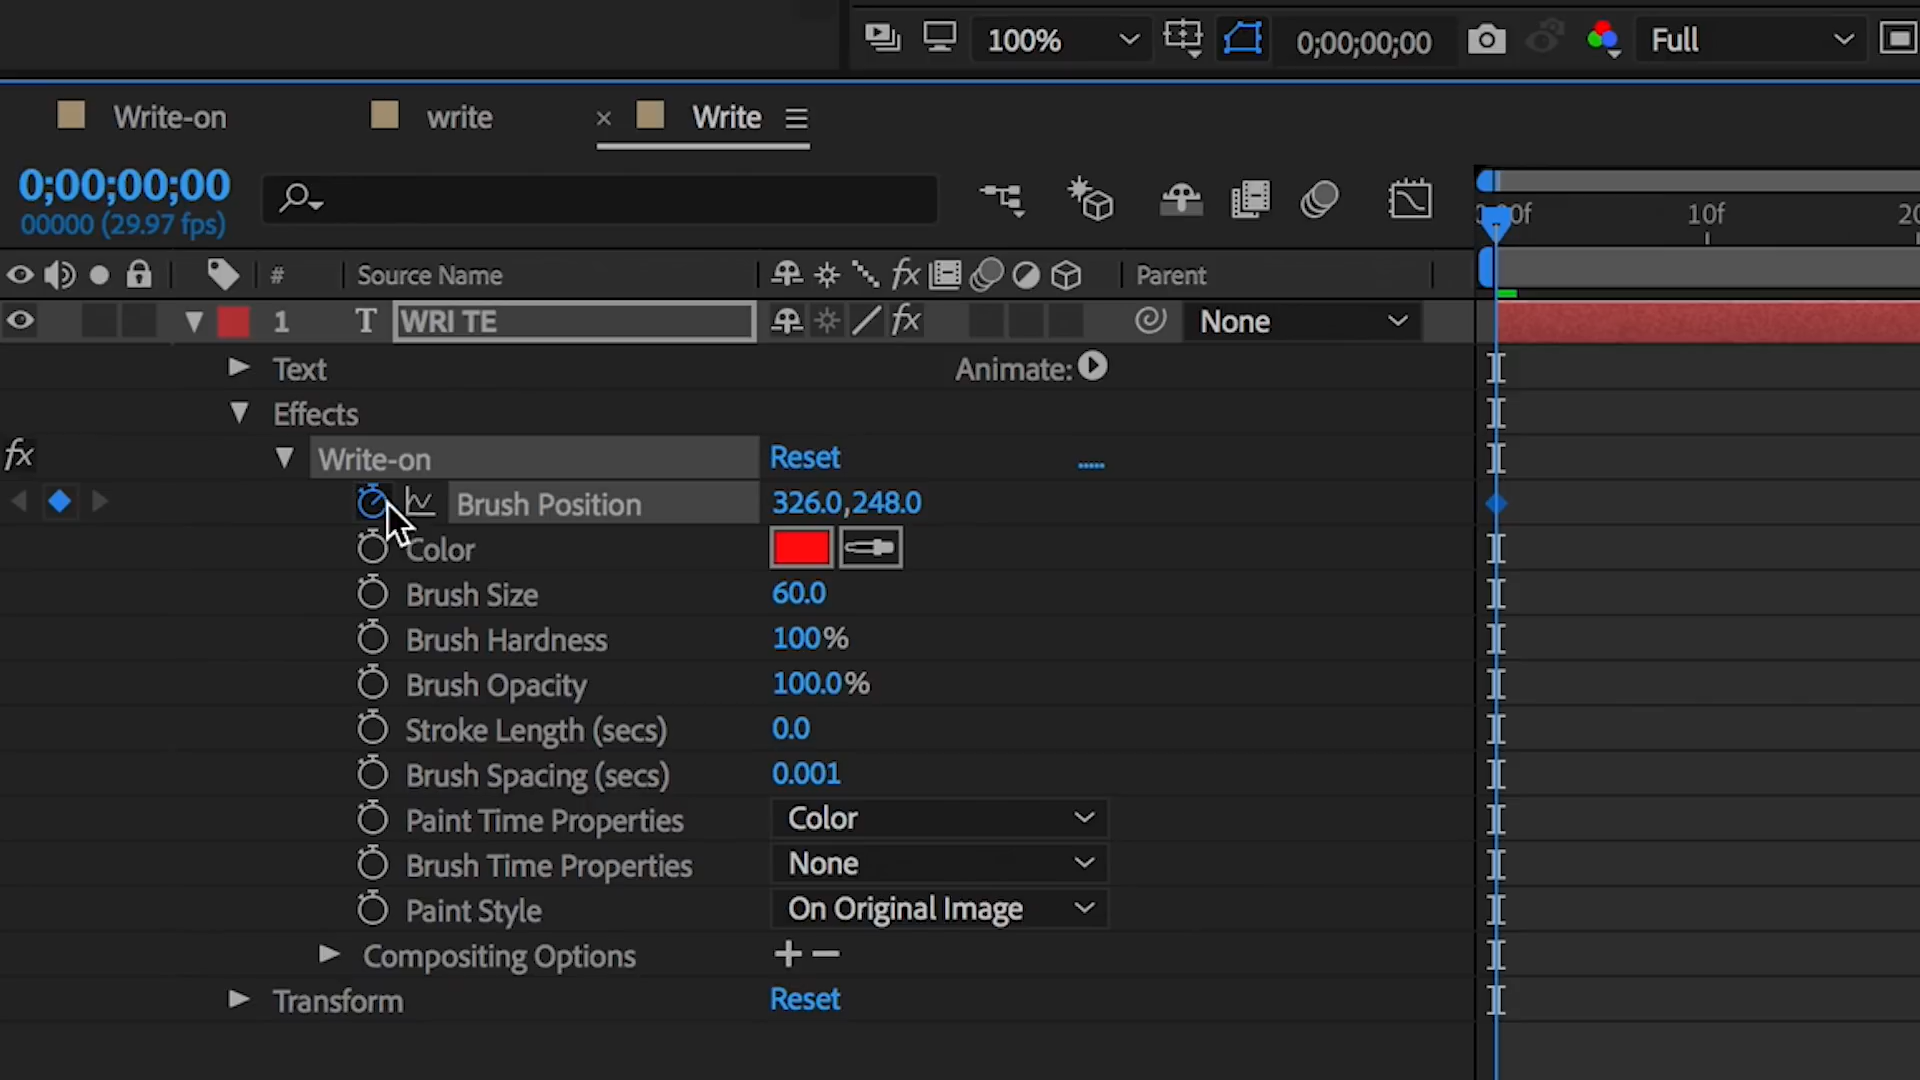 100% 0;00;00;00 Full
Write-on write × Write
0;00;00;00
00000 (29.97 fps)
10f
# Source Name fx Parent
1 T WRI TE fx None
Text Animate:
Effects
fx Write-on Reset
Brush Position 326.0,248.0
Color
Brush Size 60.0
Brush Hardness 100%
Brush Opacity 100.0%
Stroke Length (secs) 0.0
Brush Spacing (secs) 0.001
Paint Time Properties Color
Brush Time Properties None
Paint Style On Original Image
Compositing Options + −
Transform Reset